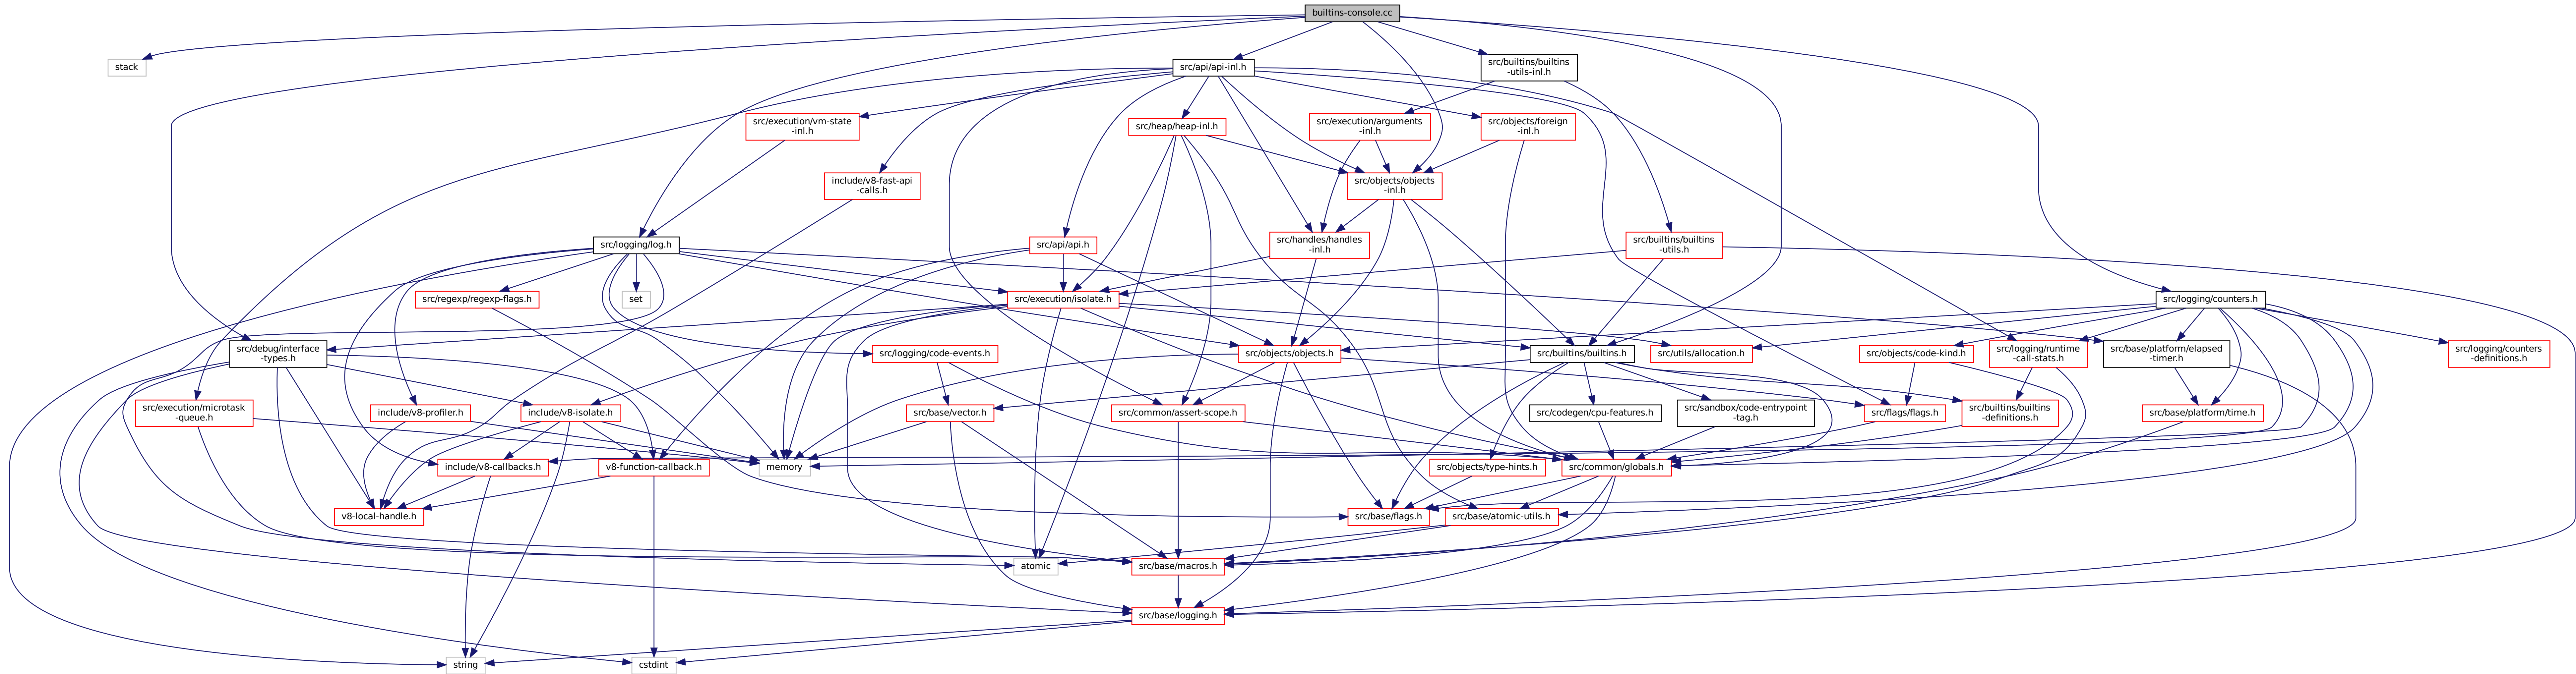 builtins-console.cc
stack
src/api/api-inl.h
src/builtins/builtins
-utils-inl.h
src/execution/vm-state
-inl.h
src/heap/heap-inl.h
src/execution/arguments
-inl.h
src/objects/foreign
-inl.h
include/v8-fast-api
-calls.h
src/objects/objects
-inl.h
src/logging/log.h
src/api/api.h
src/handles/handles
-inl.h
src/builtins/builtins
-utils.h
src/regexp/regexp-flags.h
set
src/execution/isolate.h
src/logging/counters.h
src/debug/interface
-types.h
src/logging/code-events.h
src/objects/objects.h
src/builtins/builtins.h
src/utils/allocation.h
src/objects/code-kind.h
src/logging/runtime
-call-stats.h
src/base/platform/elapsed
-timer.h
src/logging/counters
-definitions.h
src/execution/microtask
-queue.h
include/v8-profiler.h
include/v8-isolate.h
src/base/vector.h
src/common/assert-scope.h
src/codegen/cpu-features.h
src/sandbox/code-entrypoint
-tag.h
src/flags/flags.h
src/builtins/builtins
-definitions.h
src/base/platform/time.h
include/v8-callbacks.h
v8-function-callback.h
memory
src/objects/type-hints.h
src/common/globals.h
v8-local-handle.h
src/base/flags.h
src/base/atomic-utils.h
atomic
src/base/macros.h
src/base/logging.h
string
cstdint